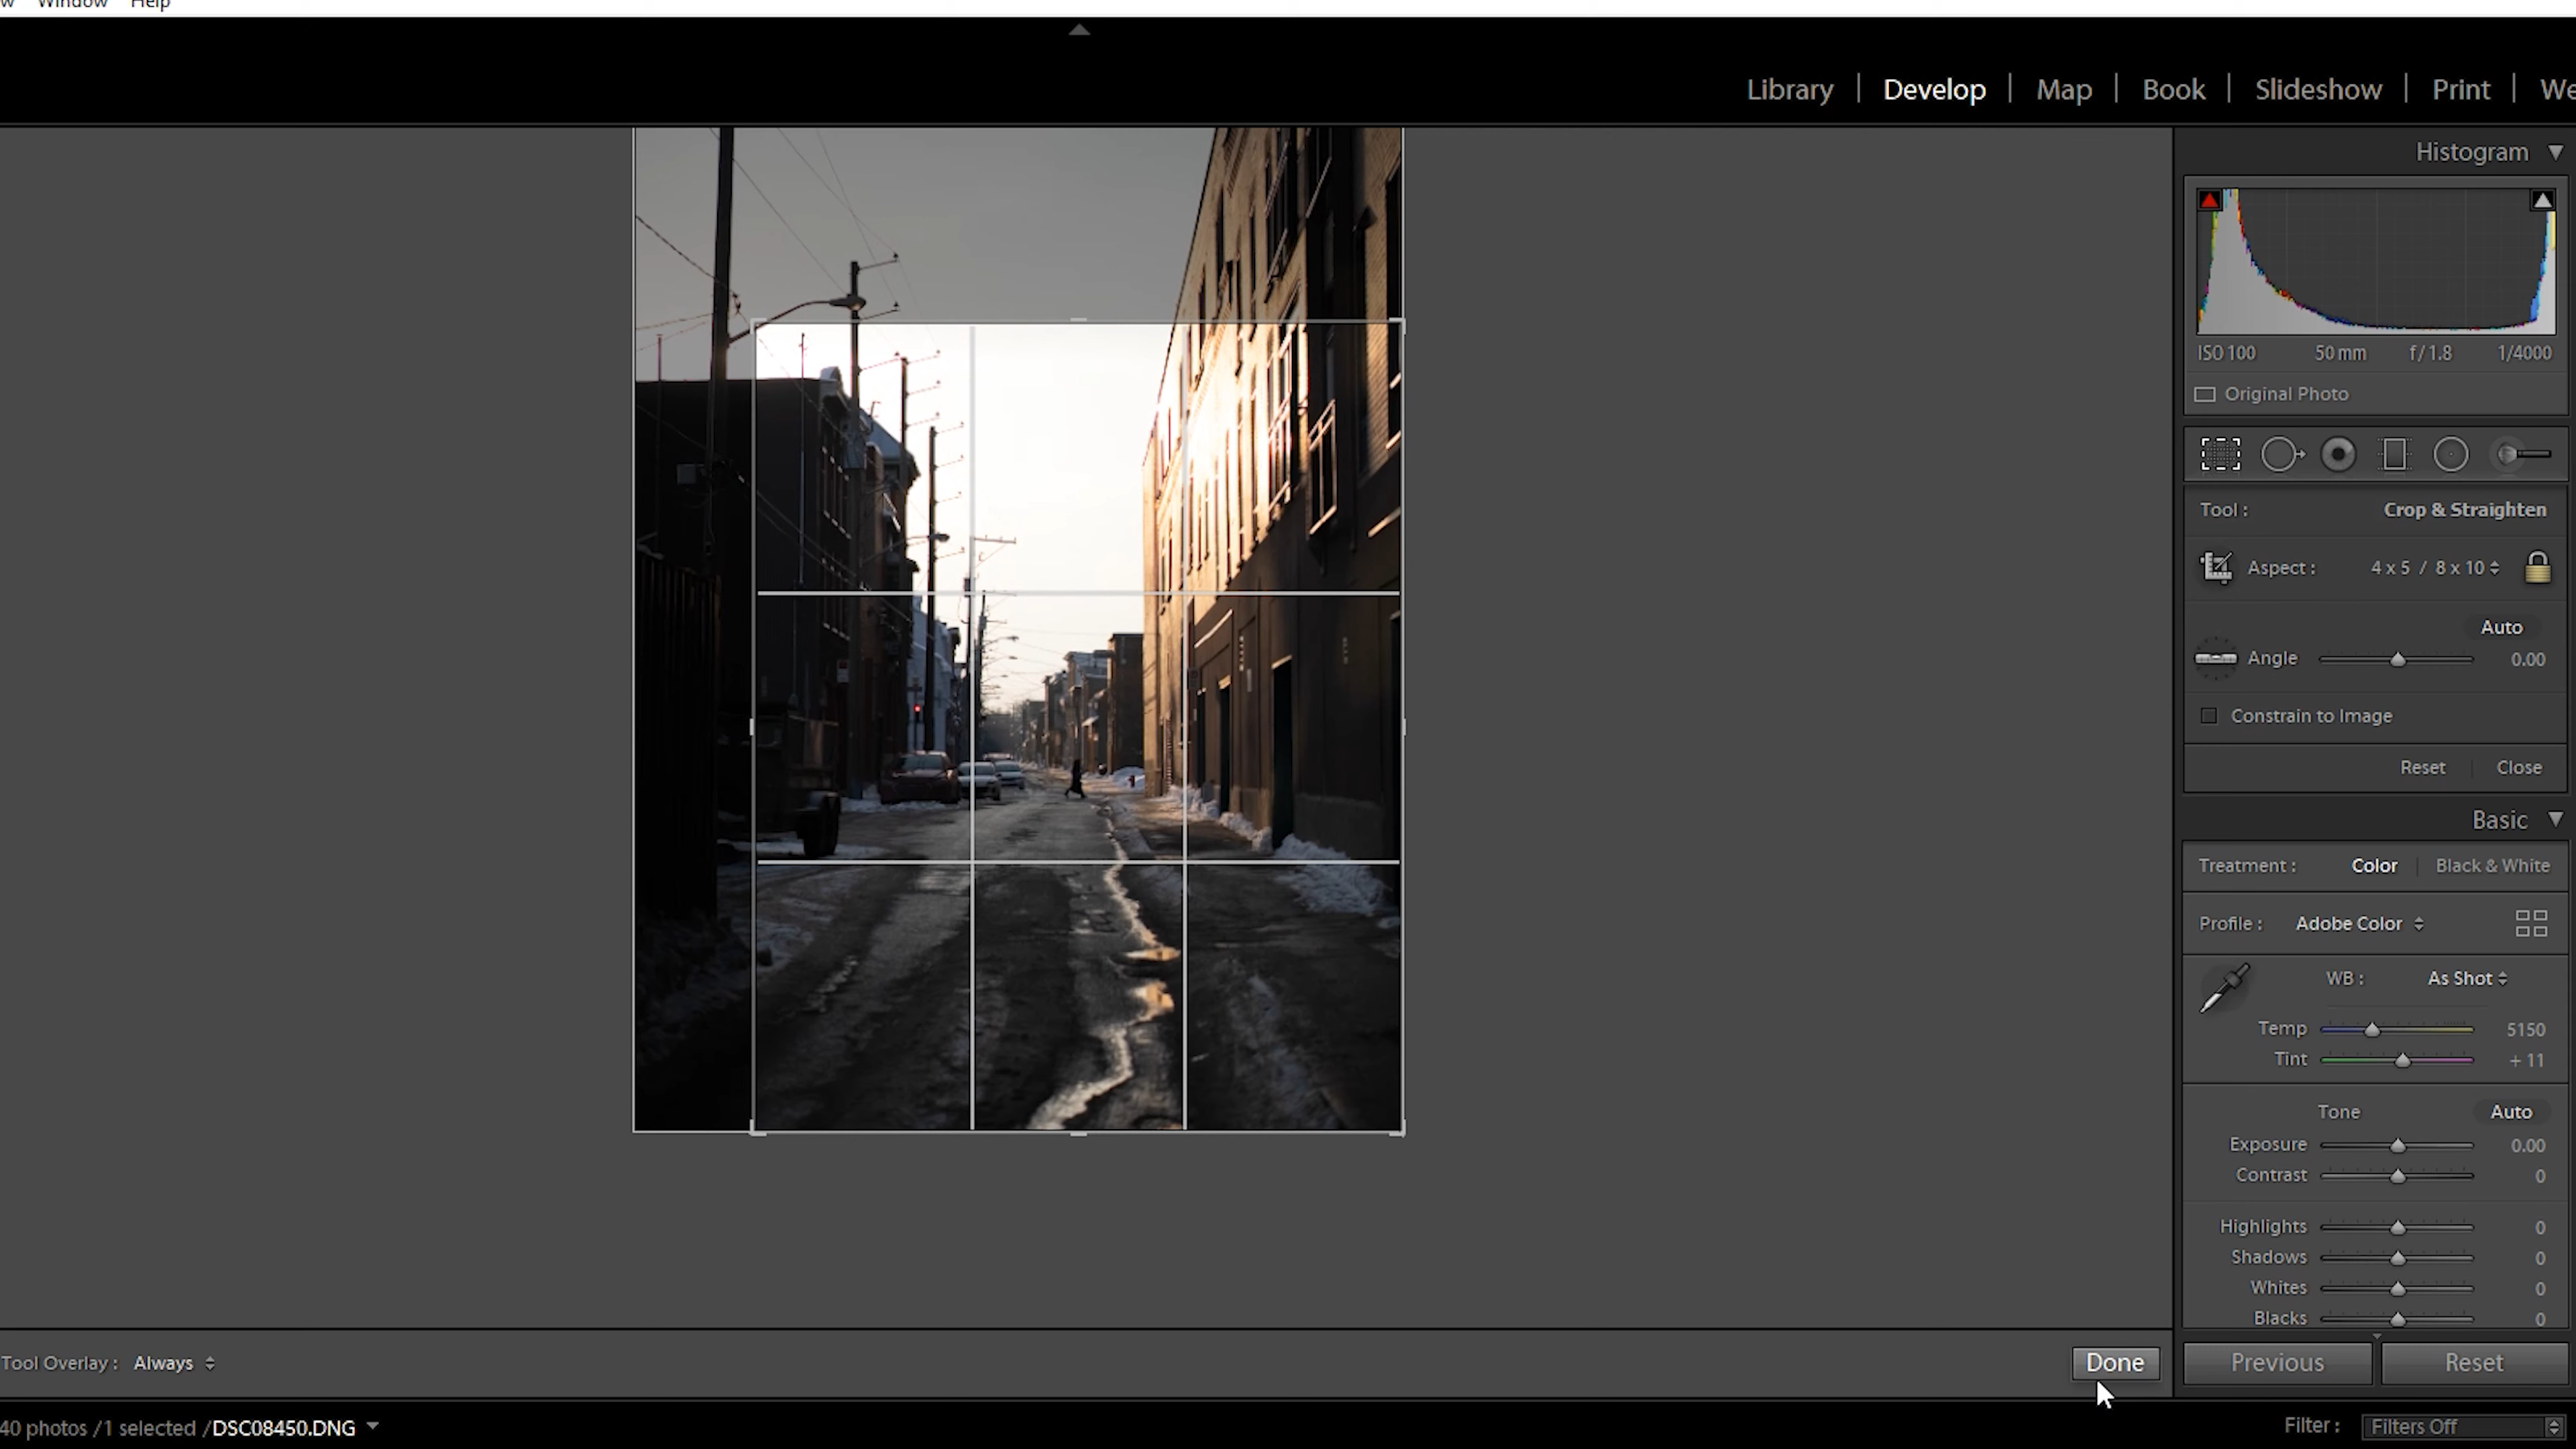 w Window Help
Library | Develop | Map | Book | Slideshow | Print | We
Histogram
ISO 100 50 mm f/1.8 1/4000
Original Photo
Tool : Crop & Straighten
Aspect : 4 x 5 / 8 x 10
Auto
Angle 0.00
Constrain to Image
Reset Close
Basic
Treatment : Color Black & White
Profile : Adobe Color
WB : As Shot
Temp 5150
Tint + 11
Tone Auto
Exposure 0.00
Contrast 0
Highlights 0
Shadows 0
Whites 0
Blacks 0
Tool Overlay : Always Done Previous Reset
40 photos /1 selected /DSC08450.DNG Filter : Filters Off